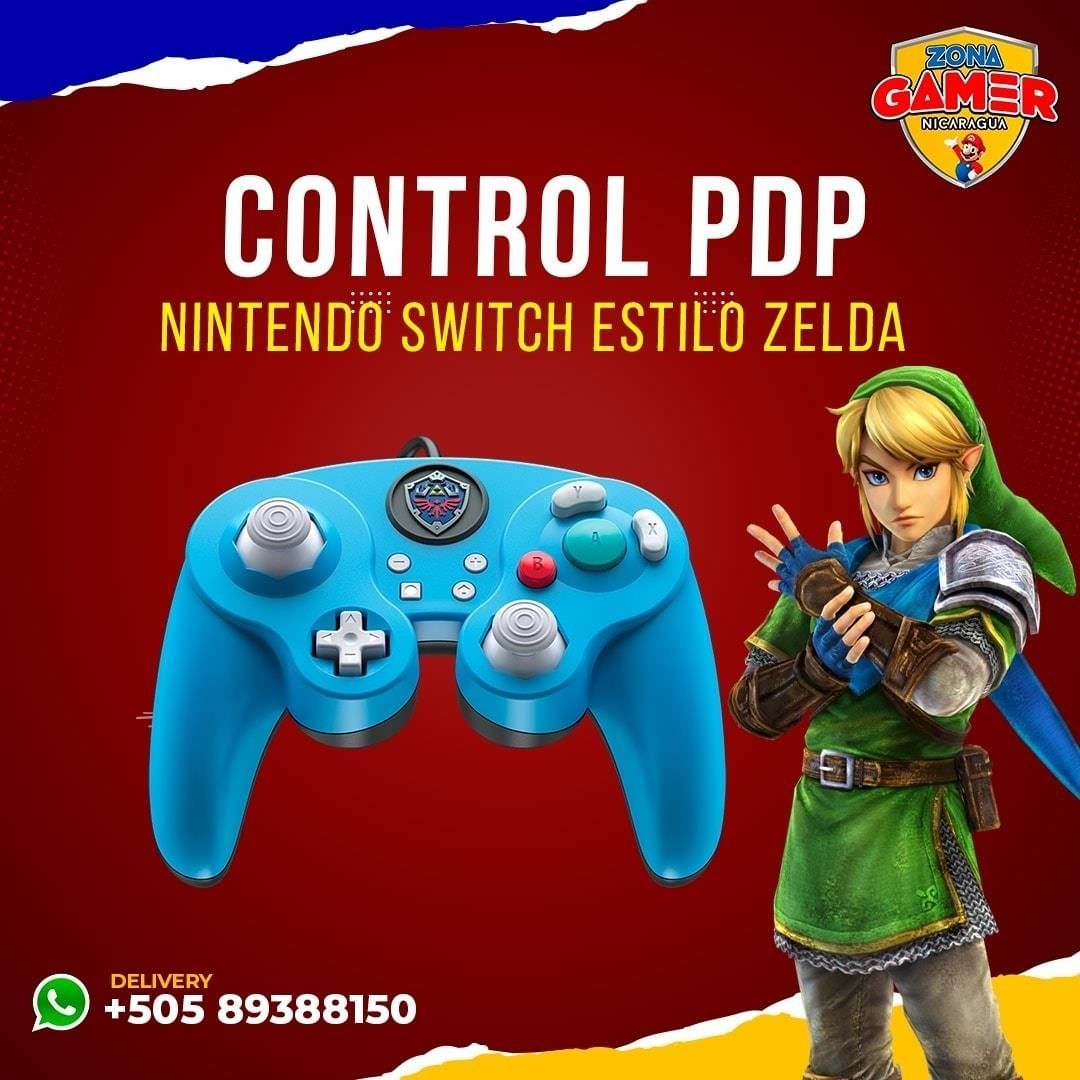 ZONA
GAMER
NICARAGUA
CONTROL PDP
NINTENDO SWITCH ESTILO ZELDA
Y
X
A
B
DELIVERY
+505 89388150